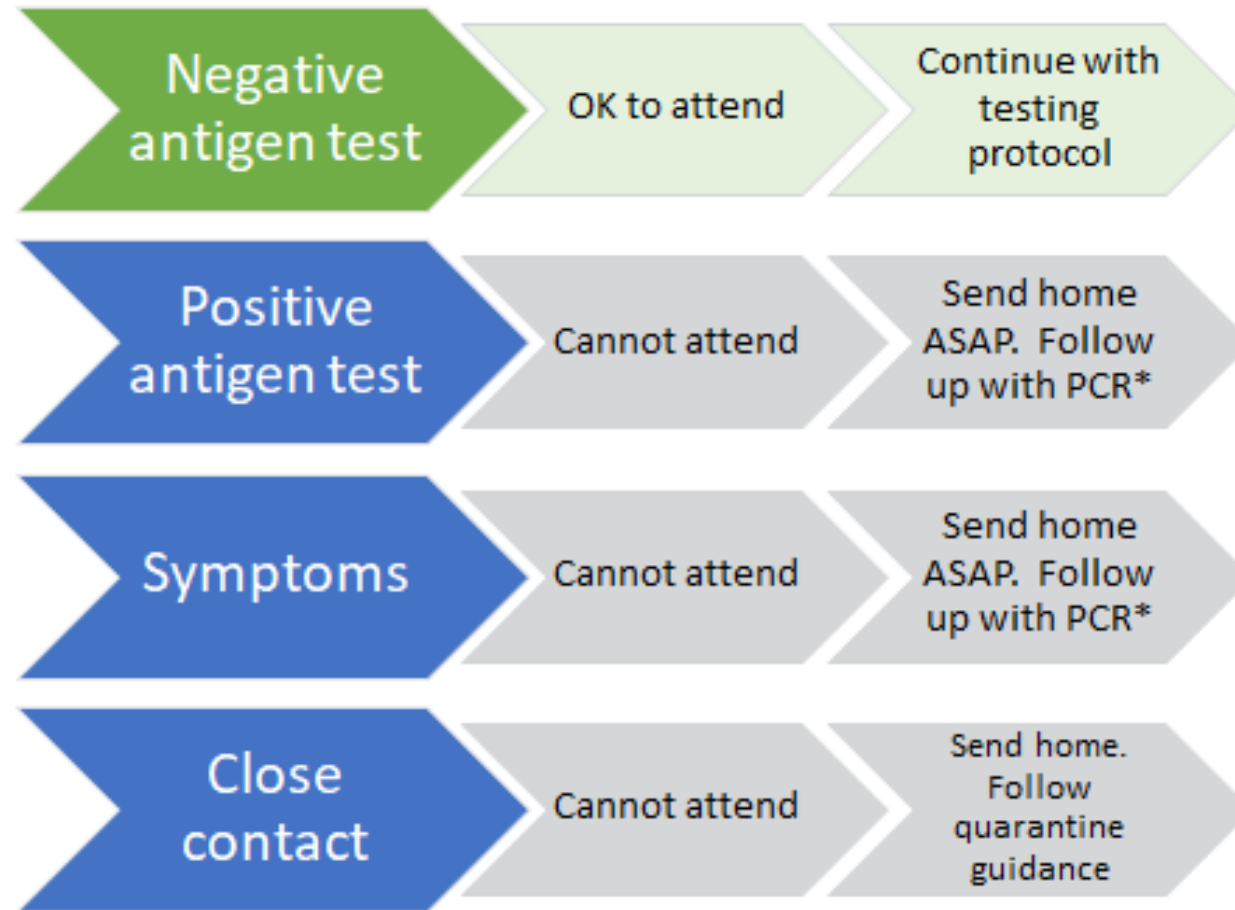 Negative
antigen test
OK to attend
Continue with
testing
protocol
Positive
antigen test
Cannot attend
Send home
ASAP.  Follow
up with PCR*
Symptoms
Cannot attend
Send home
ASAP.  Follow
up with PCR*
Close
contact
Cannot attend
Send home.
Follow
quarantine
guidance